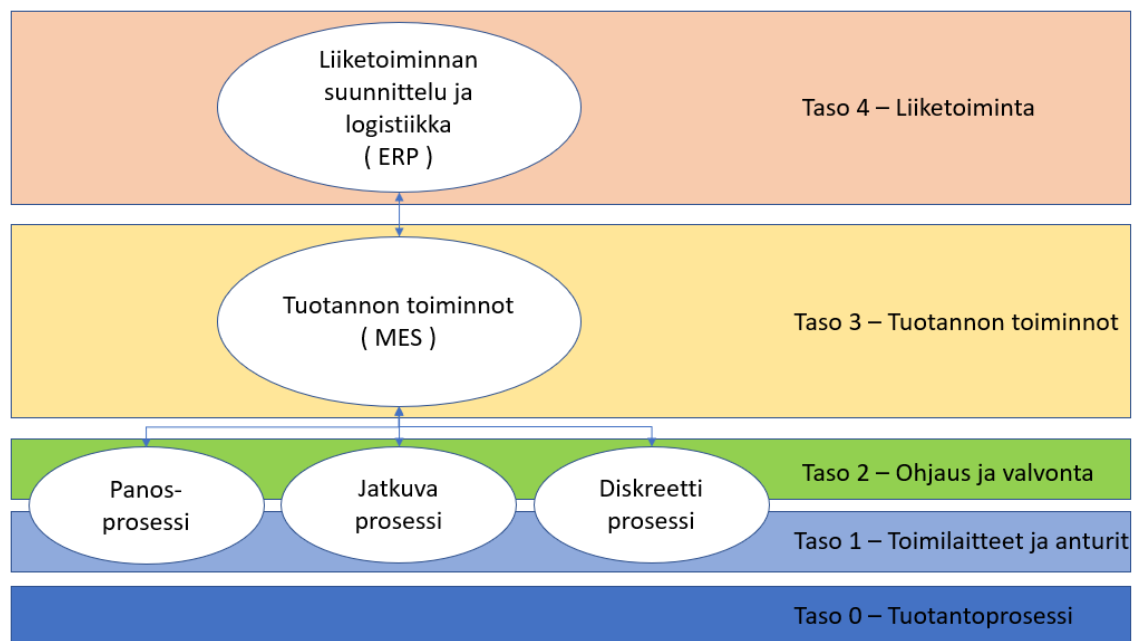 Liiketoiminnan
suunnittelu ja
logistiikka
( ERP )
Taso 4 – Liiketoiminta
Tuotannon toiminnot
( MES )
Taso 3 – Tuotannon toiminnot
Panos-
prosessi
Jatkuva
prosessi
Diskreetti
prosessi
Taso 2 – Ohjaus ja valvonta
Taso 1 – Toimilaitteet ja anturit
Taso 0 – Tuotantoprosessi